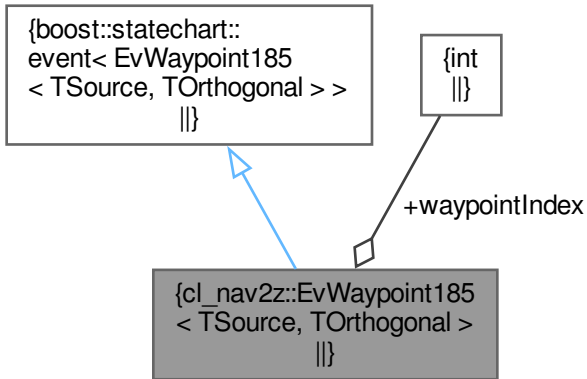 {boost::statechart::
event< EvWaypoint185
< TSource, TOrthogonal > >
||}
{int
||}
+waypointIndex
{cl_nav2z::EvWaypoint185
< TSource, TOrthogonal >
||}